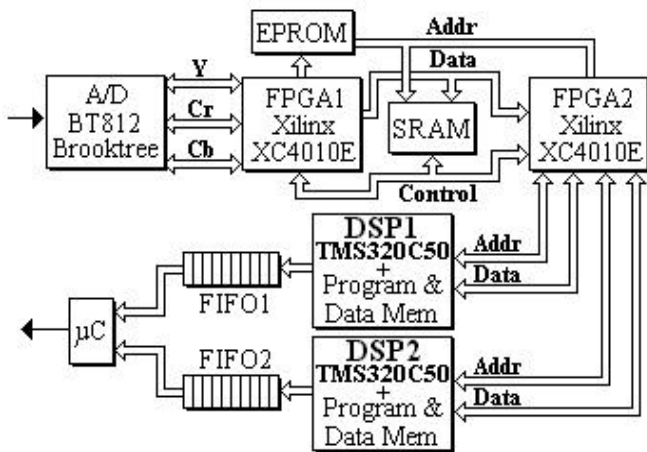 EPROM
Addr
Data
Y
Cr
Cb
A/D
BT812
Brooktree
FPGA1
Xilinx
XC4010E
SRAM
FPGA2
Xilinx
XC4010E
Control
DSP1
TMS320C50
+
Program &
Data Mem
Addr
Data
FIFO1
μC
FIFO2
DSP2
TMS320C50
+
Program &
Data Mem
Addr
Data